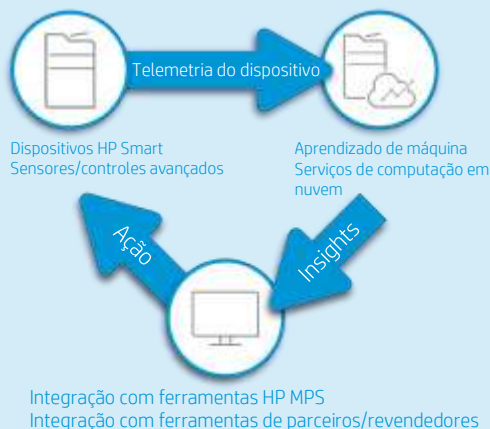 Telemetria do dispositivo
Dispositivos HP Smart
Sensores/controles avançados
Aprendizado de máquina
Serviços de computação em
nuvem
Ação
Insights
Integração com ferramentas HP MPS
Integração com ferramentas de parceiros/revendedores